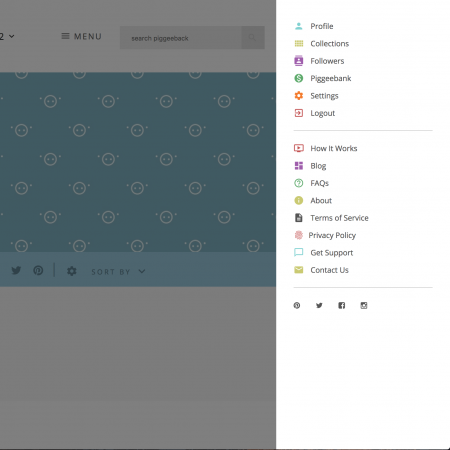 2
MENU
search piggeeback
SORT BY
Profile
Collections
Followers
Piggeebank
Settings
Logout
How It Works
Blog
FAQs
About
Terms of Service
Privacy Policy
Get Support
Contact Us